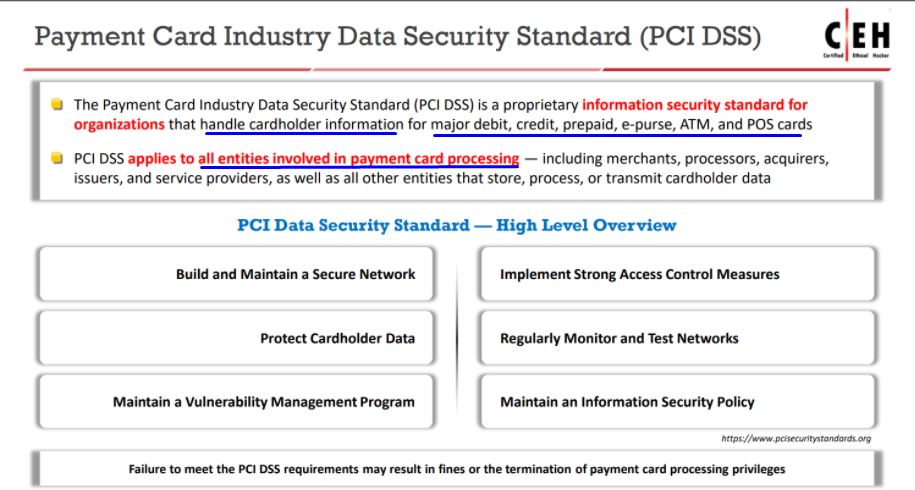 Payment Card Industry Data Security Standard (PCI DSS)
C|EH
Certified Ethical Hacker
The Payment Card Industry Data Security Standard (PCI DSS) is a proprietary information security standard for
organizations that handle cardholder information for major debit, credit, prepaid, e-purse, ATM, and POS cards
PCI DSS applies to all entities involved in payment card processing — including merchants, processors, acquirers,
issuers, and service providers, as well as all other entities that store, process, or transmit cardholder data
PCI Data Security Standard — High Level Overview
Build and Maintain a Secure Network
Implement Strong Access Control Measures
Protect Cardholder Data
Regularly Monitor and Test Networks
Maintain a Vulnerability Management Program
Maintain an Information Security Policy
https://www.pcisecuritystandards.org
Failure to meet the PCI DSS requirements may result in fines or the termination of payment card processing privileges